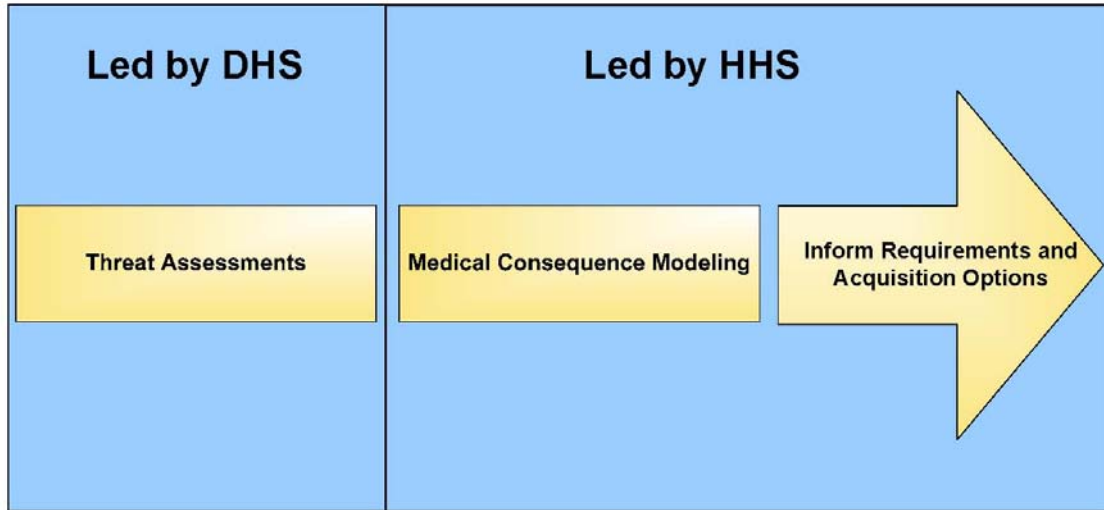 Led by DHS
Led by HHS
Threat Assessments
Medical Consequence Modeling
Inform Requirements and
Acquisition Options